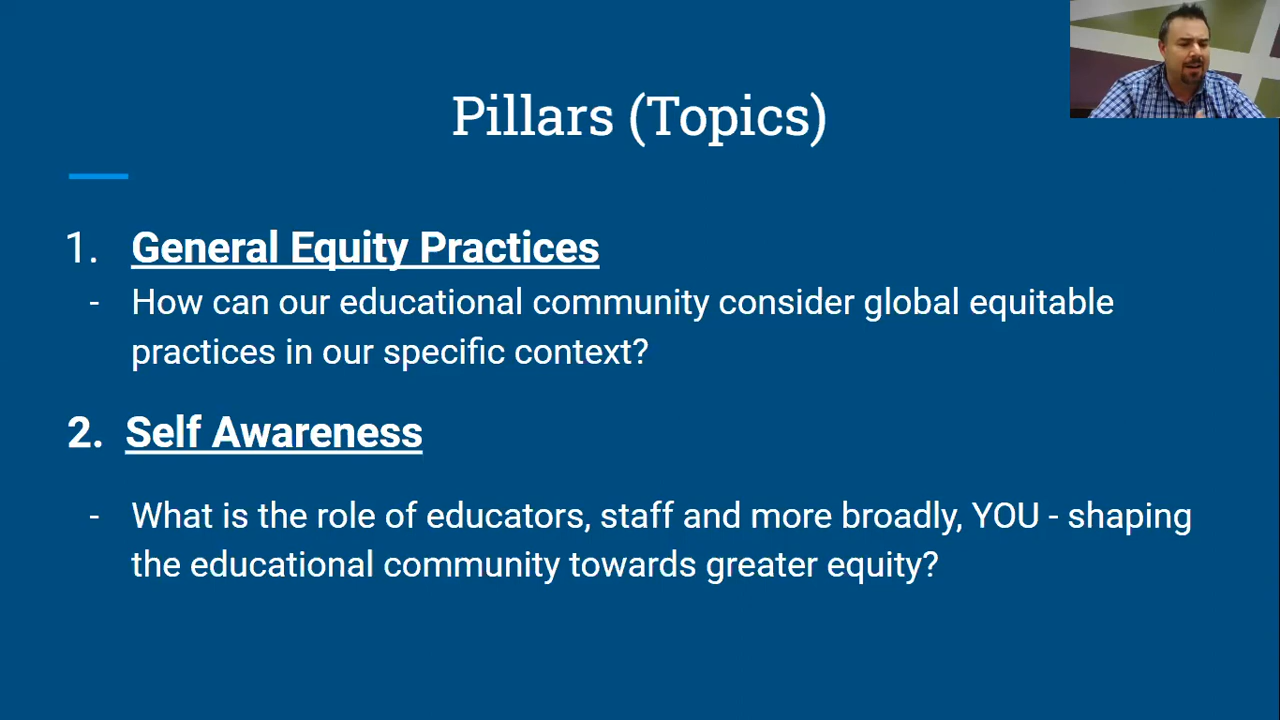 Pillars (Topics)
1. General Equity Practices
- How can our educational community consider global equitable
practices in our specific context?
2. Self Awareness
- What is the role of educators, staff and more broadly, YOU - shaping
the educational community towards greater equity?